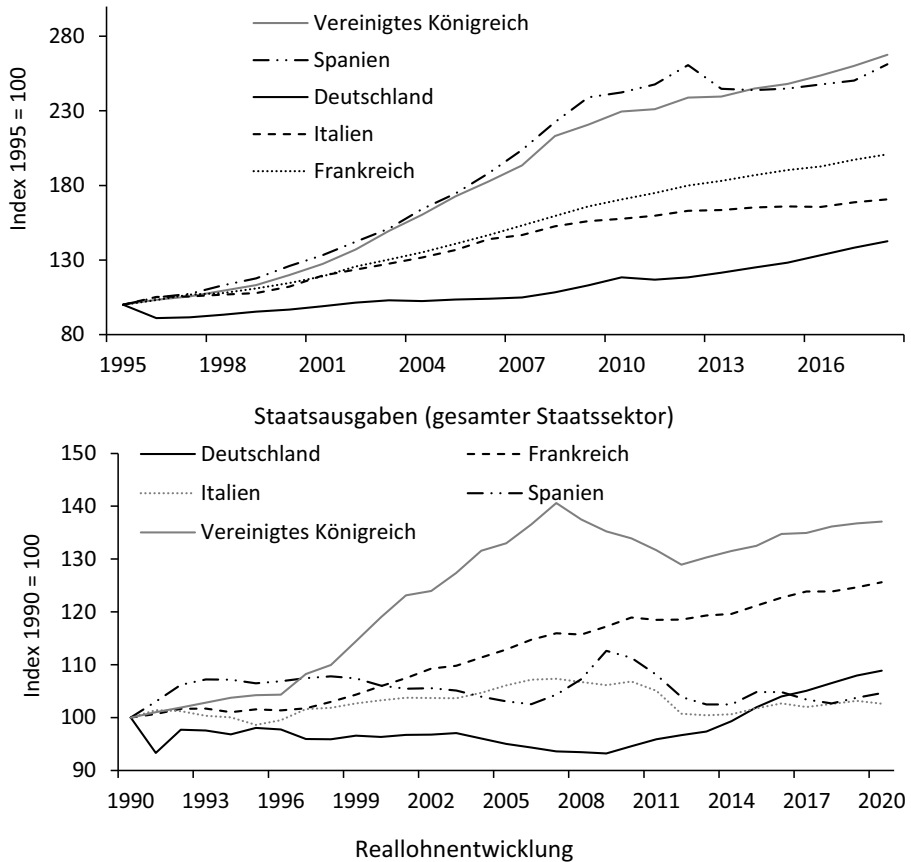 280
230
180
130
80
Index 1995 = 100
Vereinigtes Königreich
Spanien
Deutschland
Italien
Frankreich
1995 1998 2001 2004 2007 2010 2013 2016
Staatsausgaben (gesamter Staatssektor)
150
140
130
120
110
100
90
Index 1990 = 100
Deutschland Frankreich
Italien Spanien
Vereinigtes Königreich
1990 1993 1996 1999 2002 2005 2008 2011 2014 2017 2020
Reallohnentwicklung